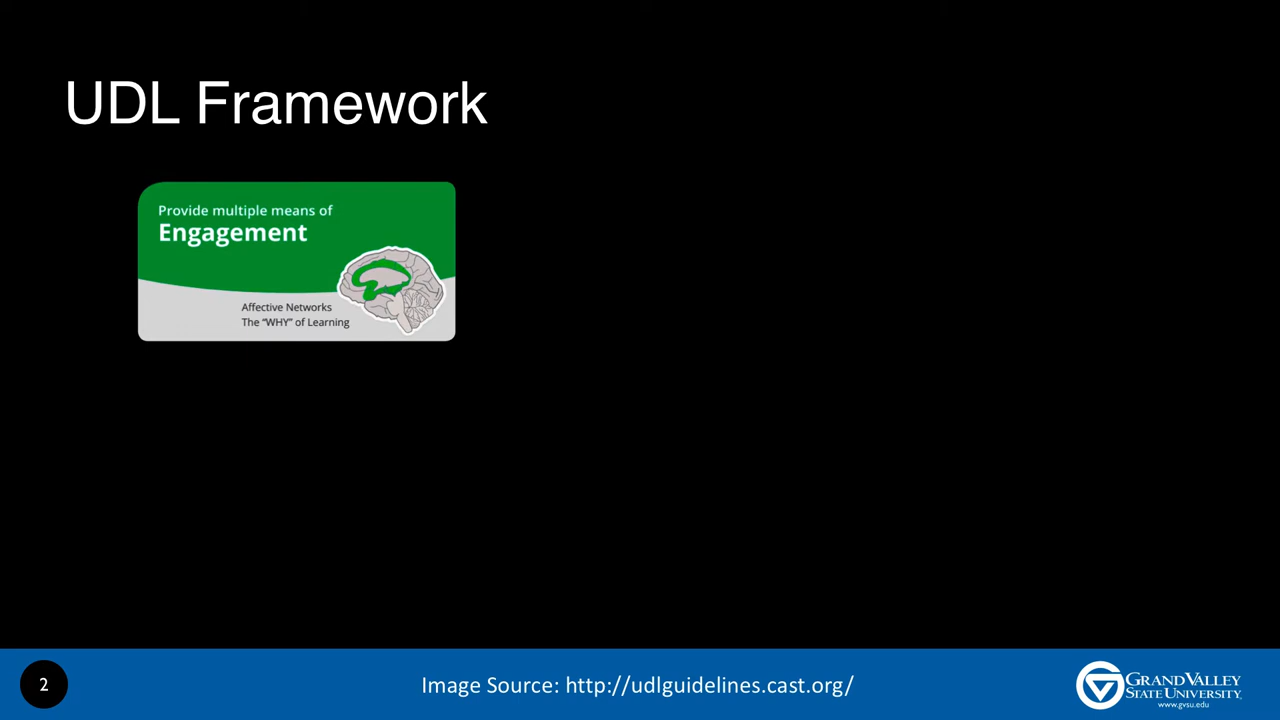 UDL Framework
Provide multiple means of
Engagement
Affective Networks
The “WHY” of Learning
2
Image Source: http://udlguidelines.cast.org/
GRAND VALLEY
STATE UNIVERSITY.
www.gvsu.edu